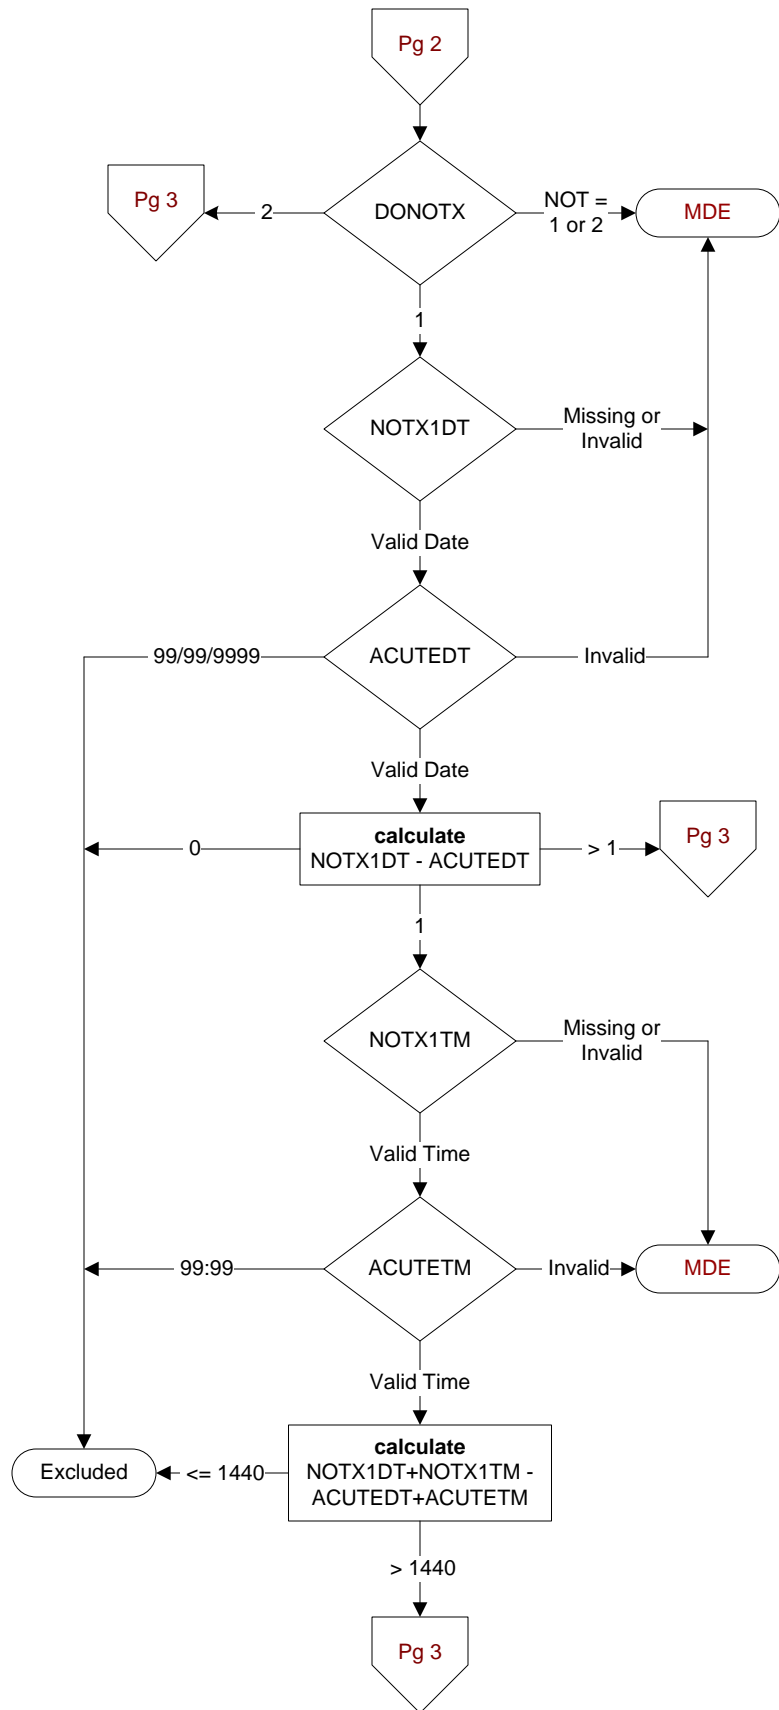 Pg 2
Pg 3
2
DONOTX
NOT =
1 or 2
MDE
1
NOTX1DT
Missing or
Invalid
Valid Date
99/99/9999
ACUTEDT
Invalid
Valid Date
0
calculate
NOTX1DT - ACUTEDT
> 1
Pg 3
1
NOTX1TM
Missing or
Invalid
Valid Time
99:99
ACUTETM
Invalid
MDE
Valid Time
Excluded
<= 1440
calculate
NOTX1DT+NOTX1TM -
ACUTEDT+ACUTETM
> 1440
Pg 3